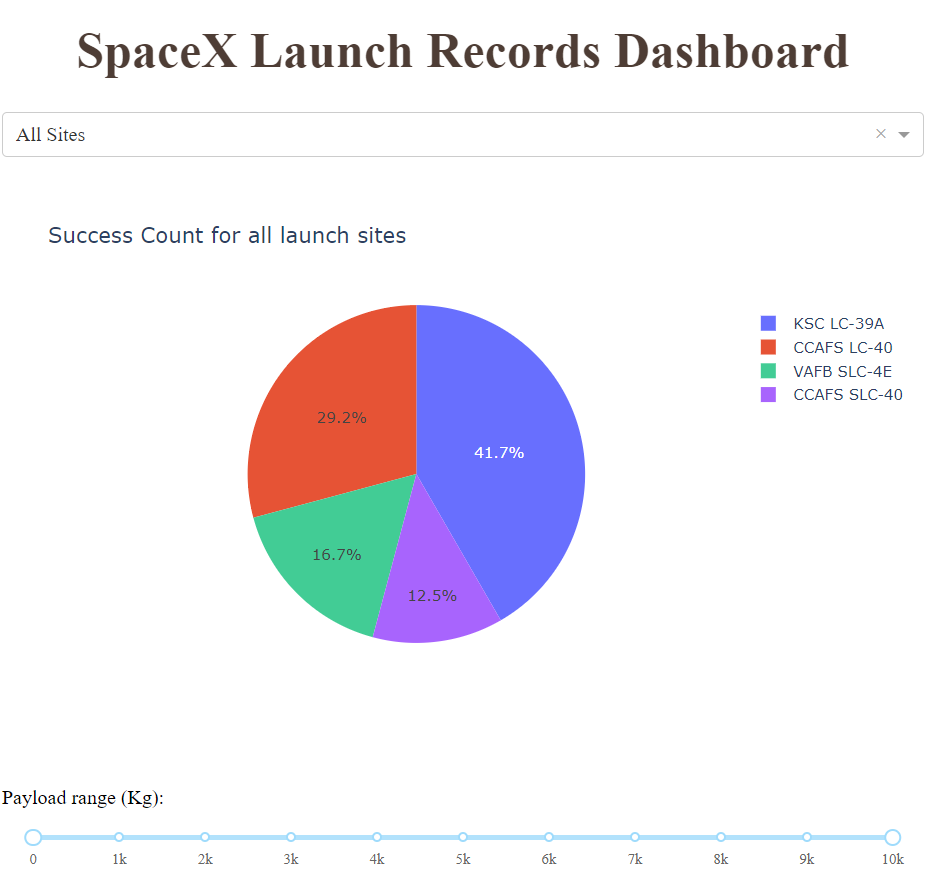 SpaceX Launch Records Dashboard
All Sites
Success Count for all launch sites
KSC LC-39A
CCAFS LC-40
VAFB SLC-4E
CCAFS SLC-40
29.2%
41.7%
16.7%
12.5%
Payload range (Kg):
0 1k 2k 3k 4k 5k 6k 7k 8k 9k 10k